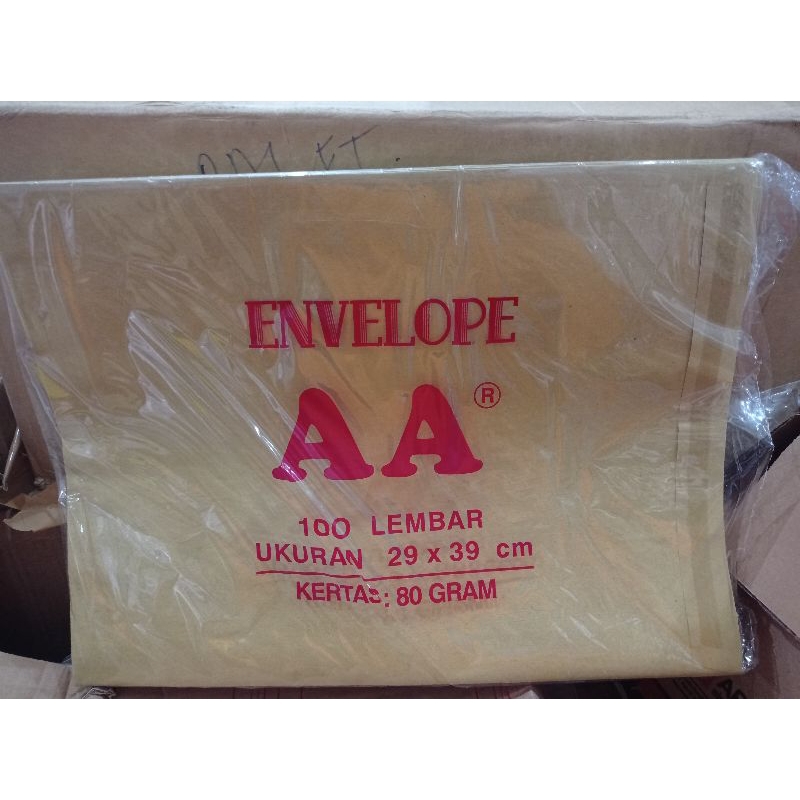 ENVELOPE
AA®
100 LEMBAR
UKURAN 29 x 39 cm
KERTAS: 80 GRAM